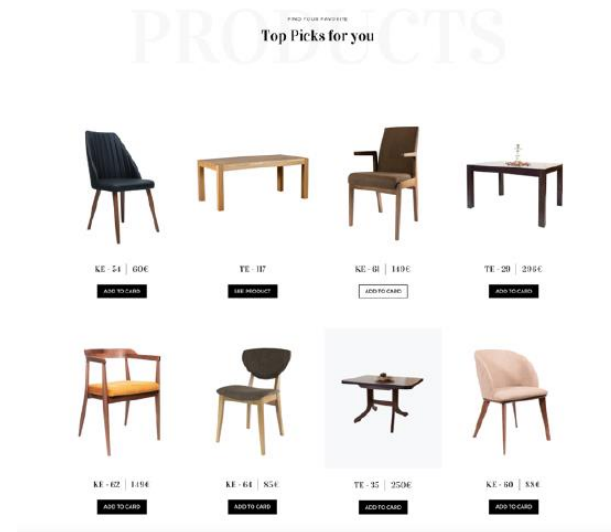 PRODUCTS
FIND YOUR FAVORITE
Top Picks for you
KE - 54 | 60€
TE - 117
KE - 61 | 149€
TE - 29 | 296€
ADD TO CARD
SEE PRODUCT
ADD TO CARD
ADD TO CARD
KE - 62 | 149€
KE - 64 | 85€
TE - 35 | 250€
KE - 60 | 88€
ADD TO CARD
ADD TO CARD
ADD TO CARD
ADD TO CARD